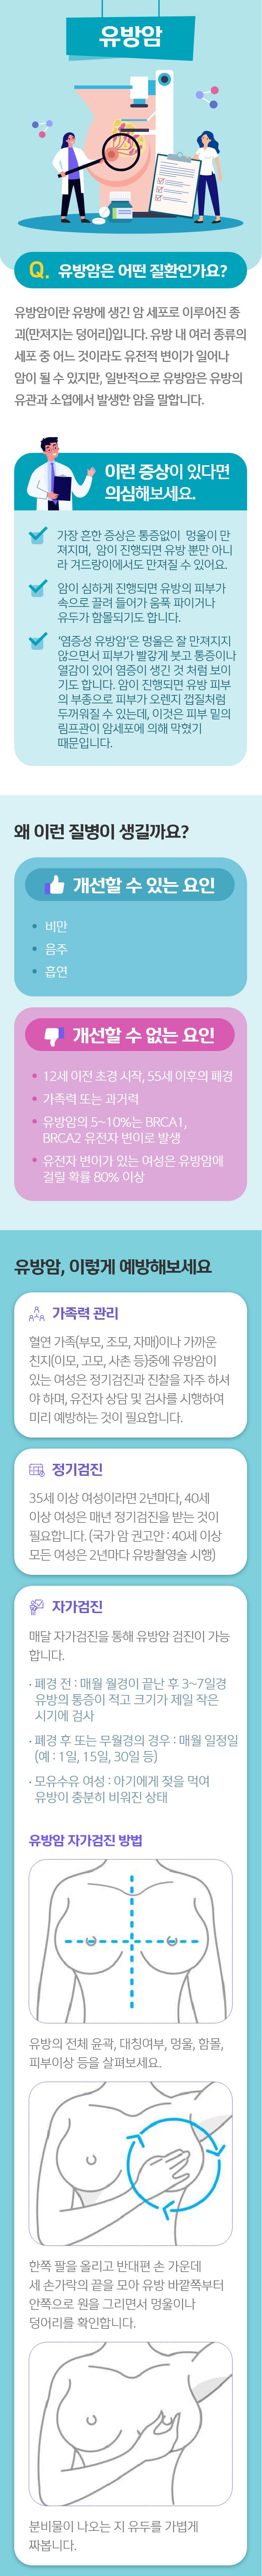 유방암
Q. 유방암은 어떤 질환인가요?
유방암이란 유방에 생긴 암 세포로 이루어진 종
괴(만져지는 덩어리)입니다. 유방 내 여러 종류의
세포 중 어느 것이라도 유전적 변이가 일어나
암이 될 수 있지만, 일반적으로 유방암은 유방의
유관과 소엽에서 발생한 암을 말합니다.
이런 증상이 있다면
의심해보세요.
가장 흔한 증상은 통증없이 멍울이 만
져지며, 암이 진행되면 유방 뿐만 아니
라 겨드랑이에서도 만져질 수 있어요.
암이 심하게 진행되면 유방의 피부가
속으로 끌려 들어가 움푹 파이거나
유두가 함몰되기도 합니다.
‘염증성 유방암’은 멍울은 잘 만져지지
않으면서 피부가 빨갛게 붓고 통증이나
열감이 있어 염증이 생긴 것 처럼 보이
기도 합니다. 암이 진행되면 유방 피부
의 부종으로 피부가 오렌지 껍질처럼
두꺼워질 수 있는데, 이것은 피부 밑의
림프관이 암세포에 의해 막혔기
때문입니다.
왜 이런 질병이 생길까요?
개선할 수 있는 요인
• 비만
• 음주
• 흡연
개선할 수 없는 요인
• 12세 이전 초경 시작, 55세 이후의 폐경
• 가족력 또는 과거력
• 유방암의 5~10%는 BRCA1,
BRCA2 유전자 변이로 발생
• 유전자 변이가 있는 여성은 유방암에
걸릴 확률 80% 이상
유방암, 이렇게 예방해보세요
가족력 관리
혈연 가족(부모, 조모, 자매)이나 가까운
친지(이모, 고모, 사촌 등)중에 유방암이
있는 여성은 정기검진과 진찰을 자주 하셔
야 하며, 유전자 상담 및 검사를 시행하여
미리 예방하는 것이 필요합니다.
정기검진
35세 이상 여성이라면 2년마다, 40세
이상 여성은 매년 정기검진을 받는 것이
필요합니다. (국가 암 권고안 : 40세 이상
모든 여성은 2년마다 유방촬영술 시행)
자가검진
매달 자가검진을 통해 유방암 검진이 가능
합니다.
· 폐경 전 : 매월 월경이 끝난 후 3~7일경
유방의 통증이 적고 크기가 제일 작은
시기에 검사
· 폐경 후 또는 무월경의 경우 : 매월 일정일
(예 : 1일, 15일, 30일 등)
· 모유수유 여성 : 아기에게 젖을 먹여
유방이 충분히 비워진 상태
유방암 자가검진 방법
유방의 전체 윤곽, 대칭여부, 멍울, 함몰,
피부이상 등을 살펴보세요.
한쪽 팔을 올리고 반대편 손 가운데
세 손가락의 끝을 모아 유방 바깥쪽부터
안쪽으로 원을 그리면서 멍울이나
덩어리를 확인합니다.
분비물이 나오는 지 유두를 가볍게
짜봅니다.